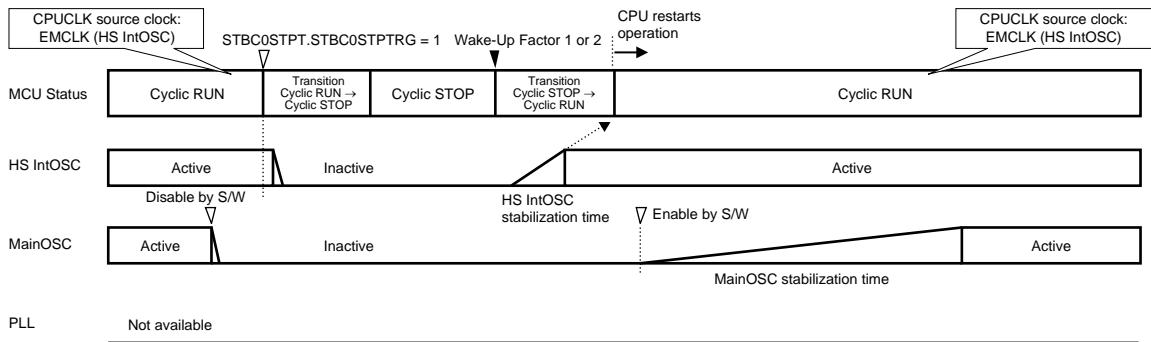 CPUCLK source clock:
EMCLK (HS IntOSC)
STBC0STPT.STBC0STPTRG = 1
Wake-Up Factor 1 or 2
CPU restarts
operation
CPUCLK source clock:
EMCLK (HS IntOSC)
MCU Status
Cyclic RUN
Transition
Cyclic RUN →
Cyclic STOP
Cyclic STOP
Transition
Cyclic STOP →
Cyclic RUN
Cyclic RUN
HS IntOSC
Active
Inactive
Active
Disable by S/W
HS IntOSC
stabilization time
Enable by S/W
MainOSC
Active
Inactive
Active
MainOSC stabilization time
PLL
Not available